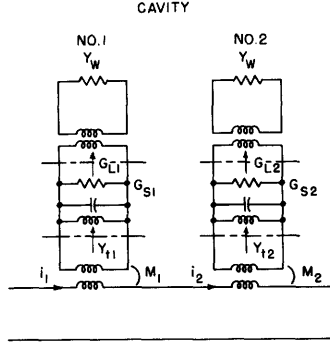 CAVITY
NO.1 NO.2
Y_W Y_W
G_L1 G_L2
G_S1 G_S2
Y_t1 Y_t2
i_1 M_1 i_2 M_2